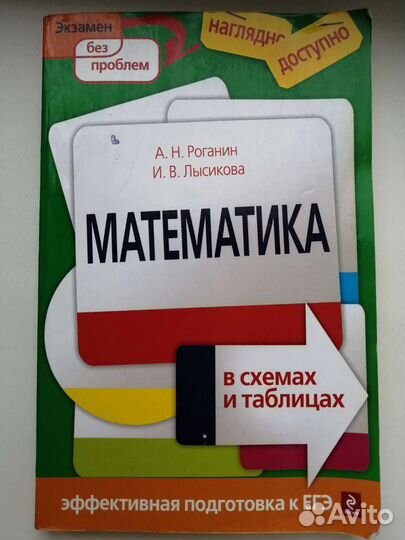 Экзамен
без
проблем
наглядно
доступно
А. Н. Роганин
И. В. Лысикова
МАТЕМАТИКА
в схемах
и таблицах
эффективная подготовка к ЕГЭ
Avito